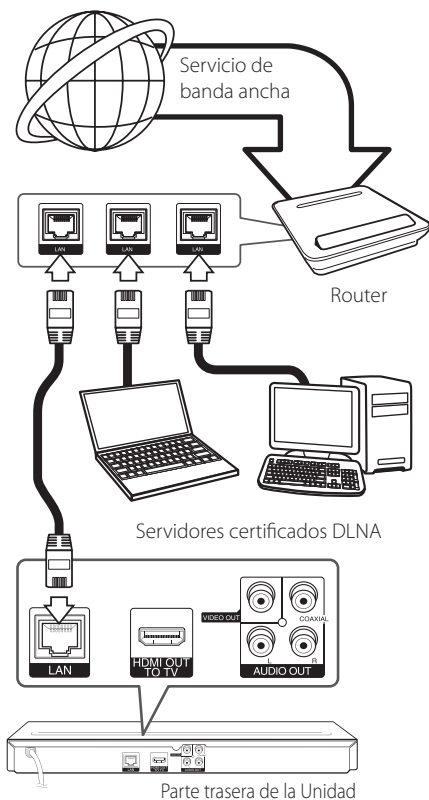 Servicio de
banda ancha
LAN
LAN
LAN
Router
Servidores certificados DLNA
VIDEO OUT
COAXIAL
LAN
HDMI OUT
TO TV
L
R
AUDIO OUT
LAN
Parte trasera de la Unidad